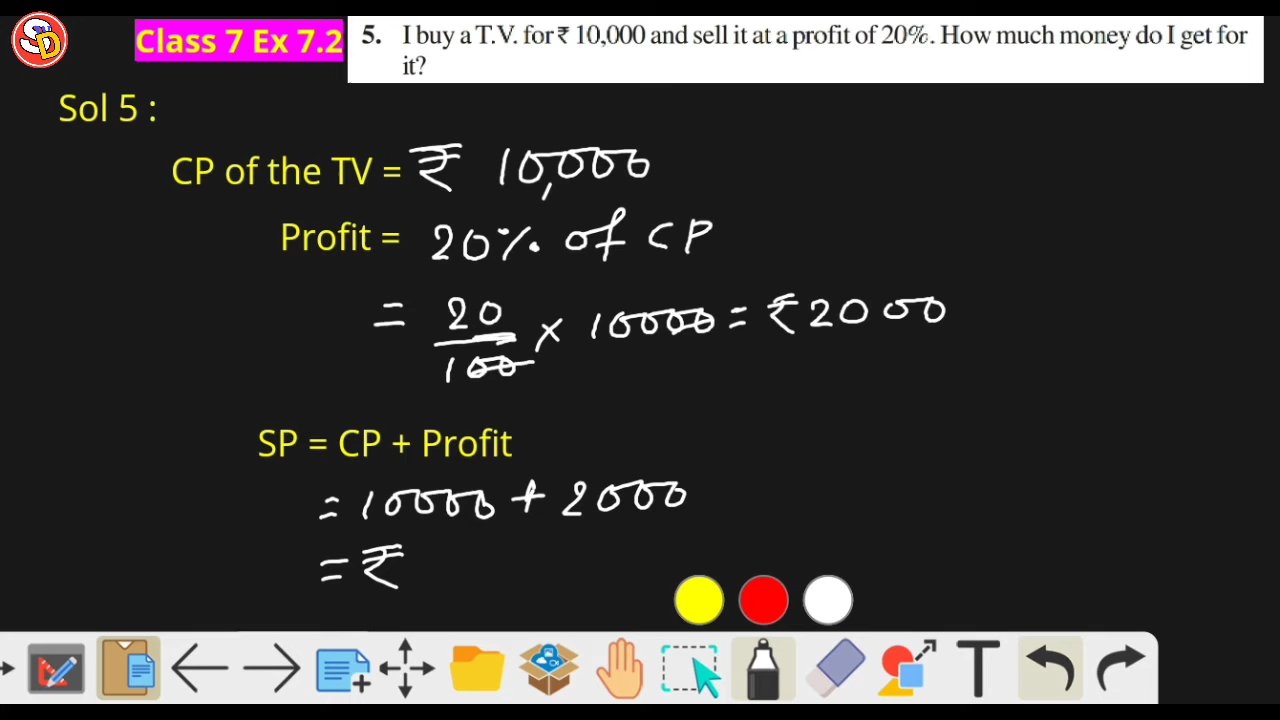 SD
Class 7 Ex 7.2
5. I buy a T.V. for ₹ 10,000 and sell it at a profit of 20%. How much money do I get for
it?
Sol 5 :
CP of the TV = ₹ 10,000
Profit = 20% of CP
= 20/100 × 10000 = ₹2000
SP = CP + Profit
= 10000 + 2000
= ₹
T